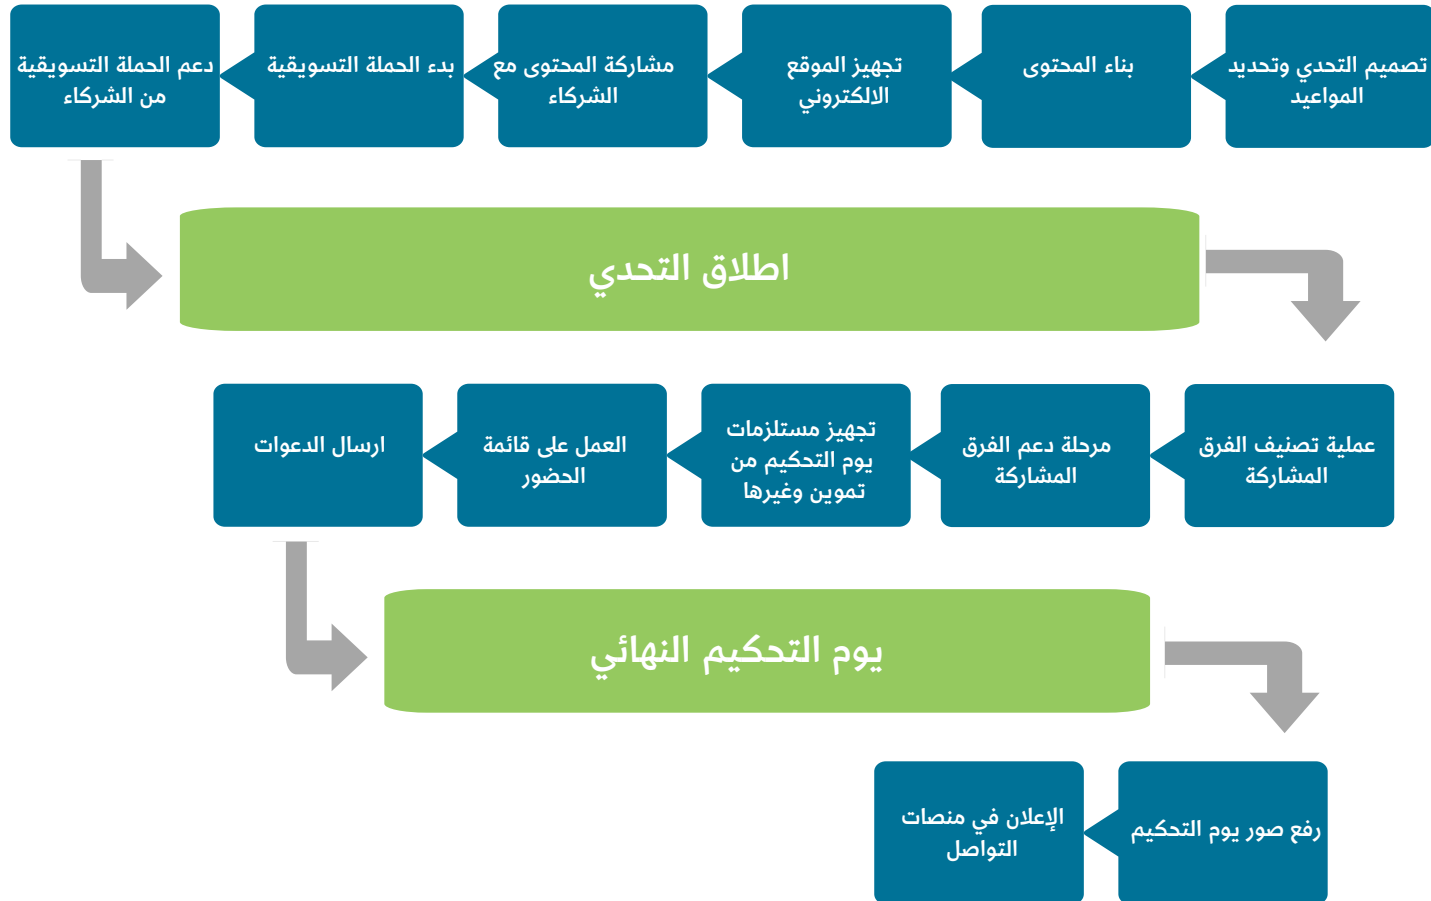 تصميم التحدي وتحديد
المواعيد
بناء المحتوى
تجهيز الموقع
الالكتروني
مشاركة المحتوى مع
الشركاء
بدء الحملة التسويقية
دعم الحملة التسويقية
من الشركاء
اطلاق التحدي
عملية تصنيف الفرق
المشاركة
مرحلة دعم الفرق
المشاركة
تجهيز مستلزمات
يوم التحكيم من
تموين وغيرها
العمل على قائمة
الحضور
ارسال الدعوات
يوم التحكيم النهائي
رفع صور يوم التحكيم
الإعلان في منصات
التواصل